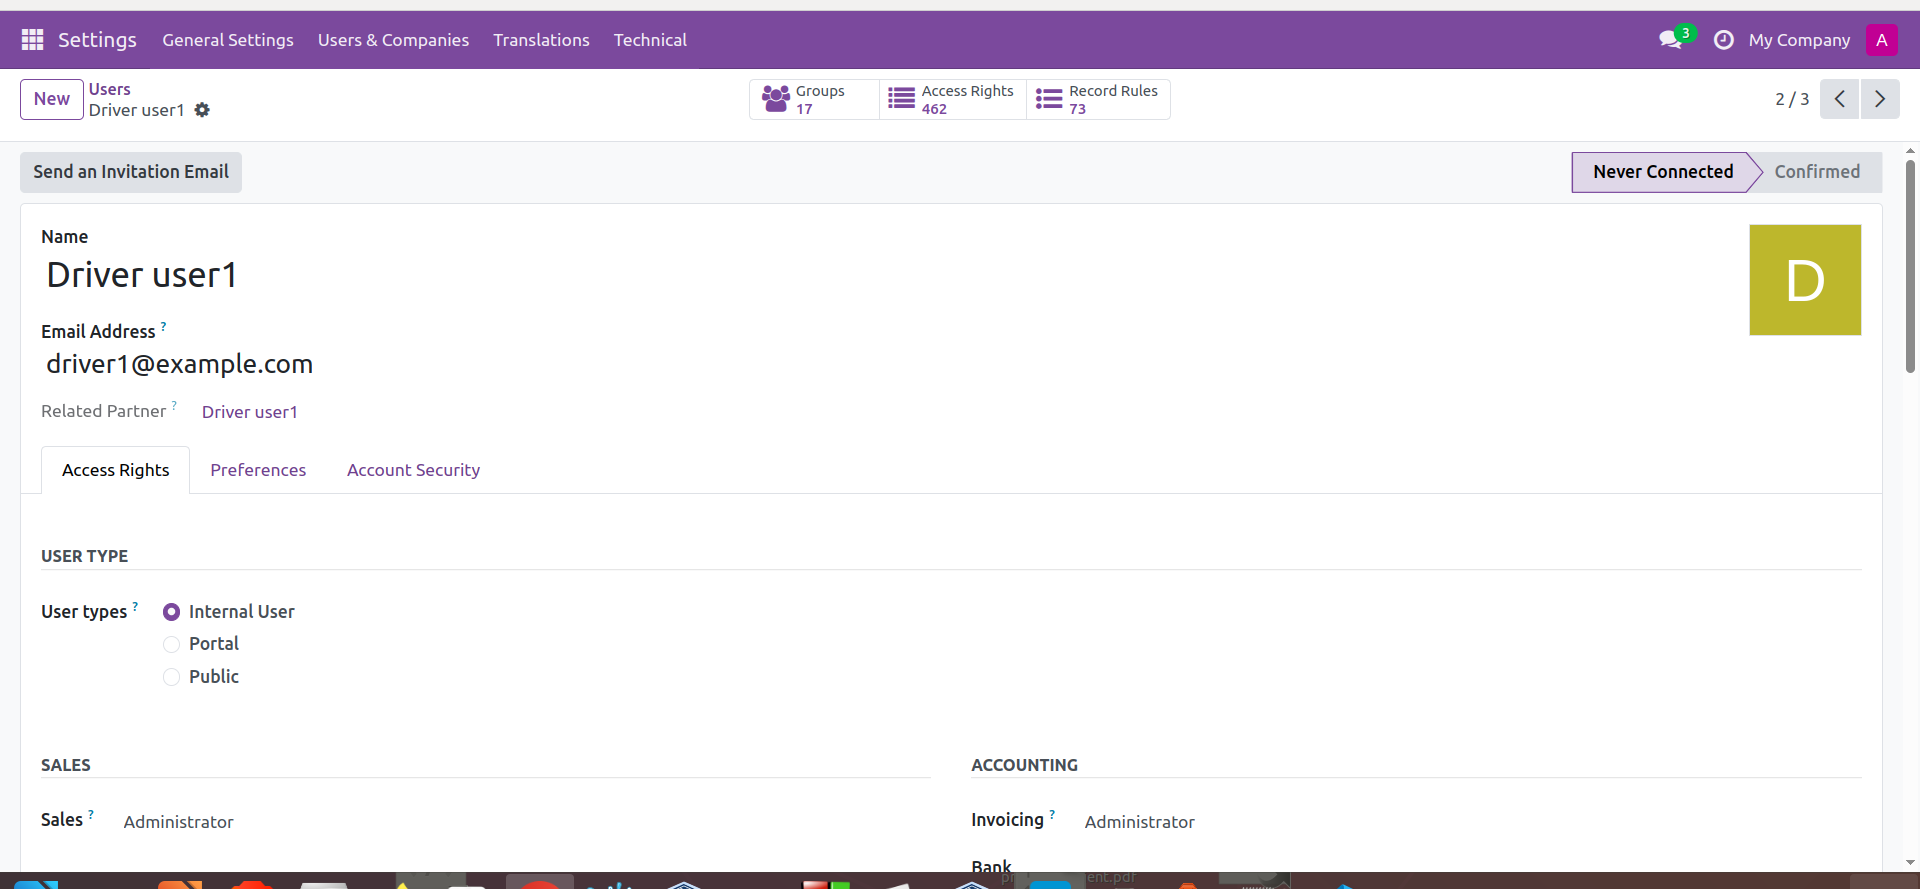 Settings General Settings Users & Companies Translations Technical 3 My Company A
New Users Driver user1
Groups 17 Access Rights 462 Record Rules 73
2 / 3
Send an Invitation Email Never Connected Confirmed
Name
Driver user1
D
Email Address ?
driver1@example.com
Related Partner ? Driver user1
Access Rights Preferences Account Security
USER TYPE
User types ? Internal User
Portal
Public
SALES ACCOUNTING
Sales ? Administrator Invoicing ? Administrator
Bank